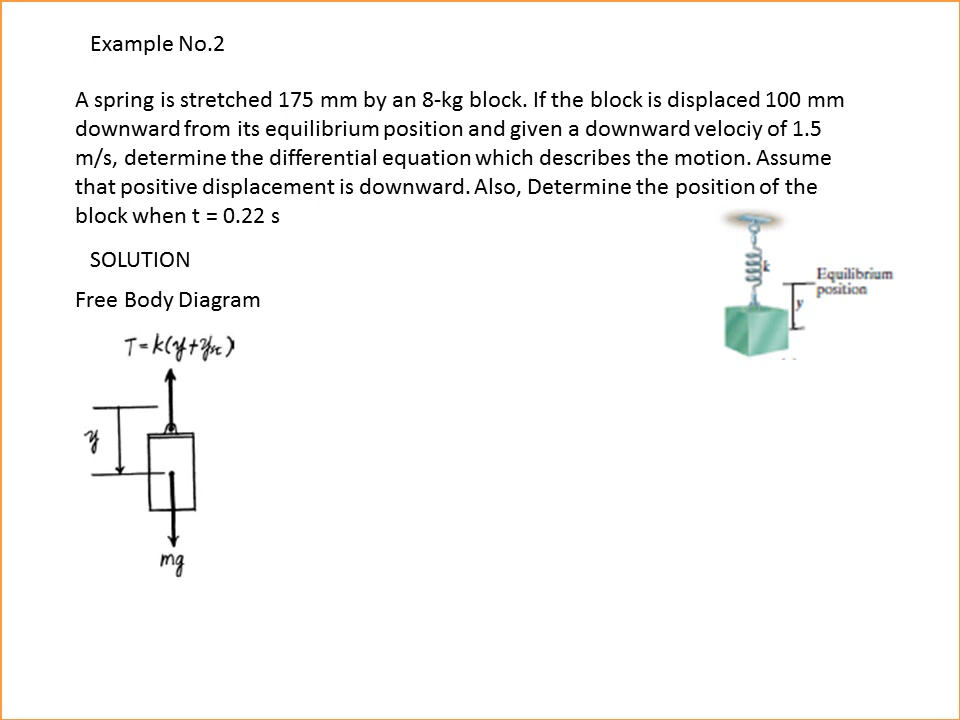 Example No.2
A spring is stretched 175 mm by an 8-kg block. If the block is displaced 100 mm
downward from its equilibrium position and given a downward velociy of 1.5
m/s, determine the differential equation which describes the motion. Assume
that positive displacement is downward. Also, Determine the position of the
block when t = 0.22 s
SOLUTION
Free Body Diagram
k
Equilibrium
position
y
T = k(y + yst)
y
mg